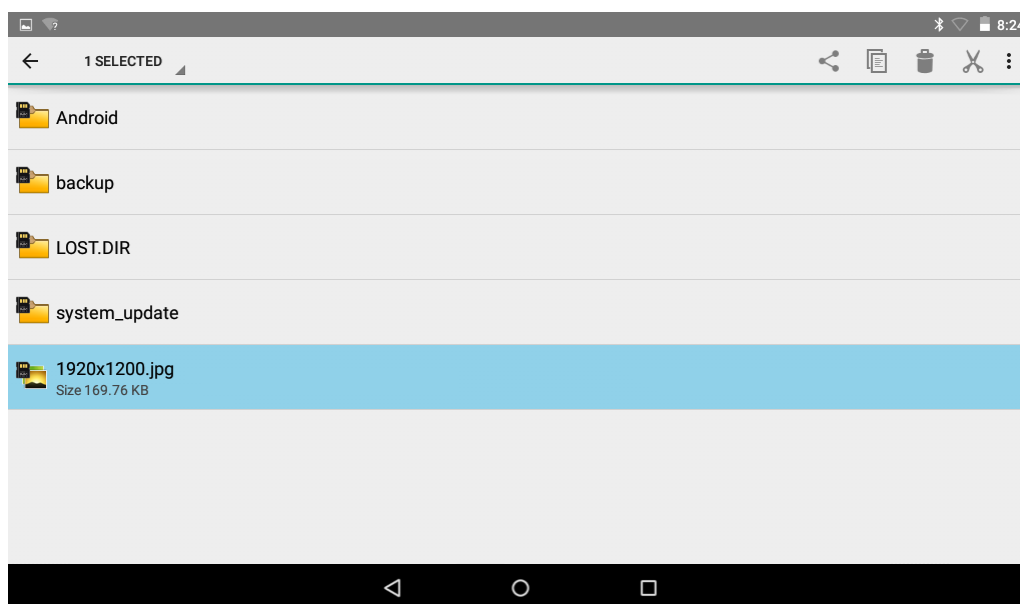 8:24
1 SELECTED
Android
backup
LOST.DIR
system_update
1920x1200.jpg
Size 169.76 KB